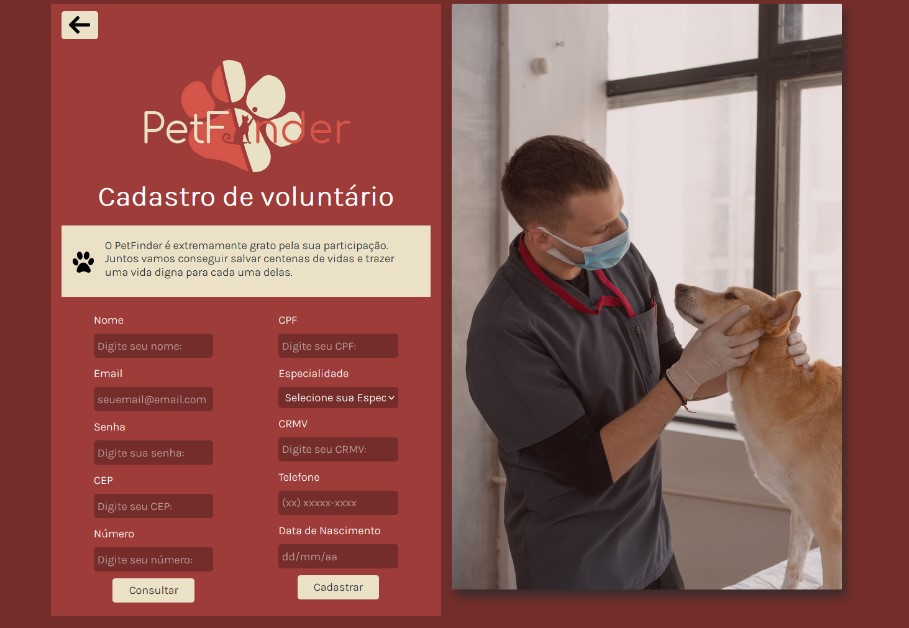 PetFinder
Cadastro de voluntário
O PetFinder é extremamente grato pela sua participação.
Juntos vamos conseguir salvar centenas de vidas e trazer
uma vida digna para cada uma delas.
Nome
Digite seu nome:
Email
seuemail@email.com
Senha
Digite sua senha:
CEP
Digite seu CEP:
Número
Digite seu número:
Consultar
CPF
Digite seu CPF:
Especialidade
Selecione sua Espec
CRMV
Digite seu CRMV:
Telefone
(xx) xxxxx-xxxx
Data de Nascimento
dd/mm/aa
Cadastrar